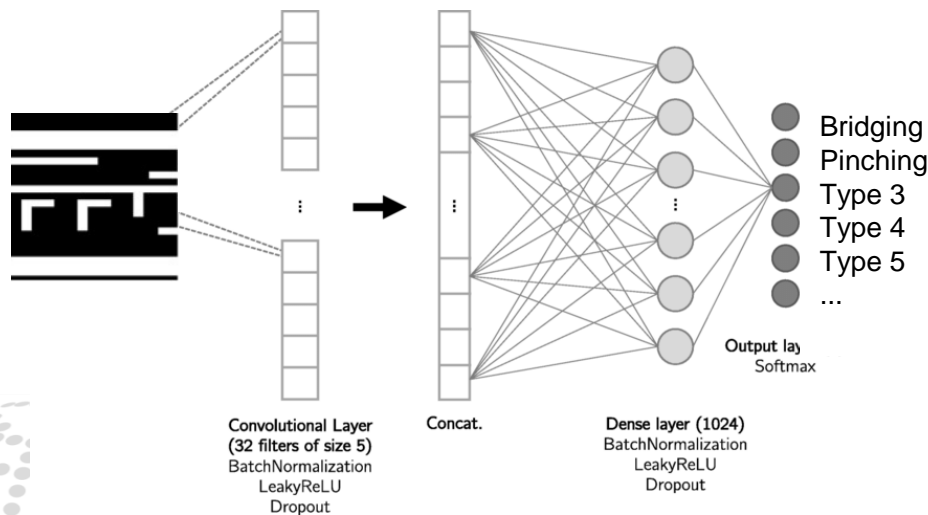 Bridging
Pinching
Type 3
Type 4
Type 5
...
...
...
...
Output lay
Softmax
Convolutional Layer
(32 filters of size 5)
BatchNormalization
LeakyReLU
Dropout
Concat.
Dense layer (1024)
BatchNormalization
LeakyReLU
Dropout